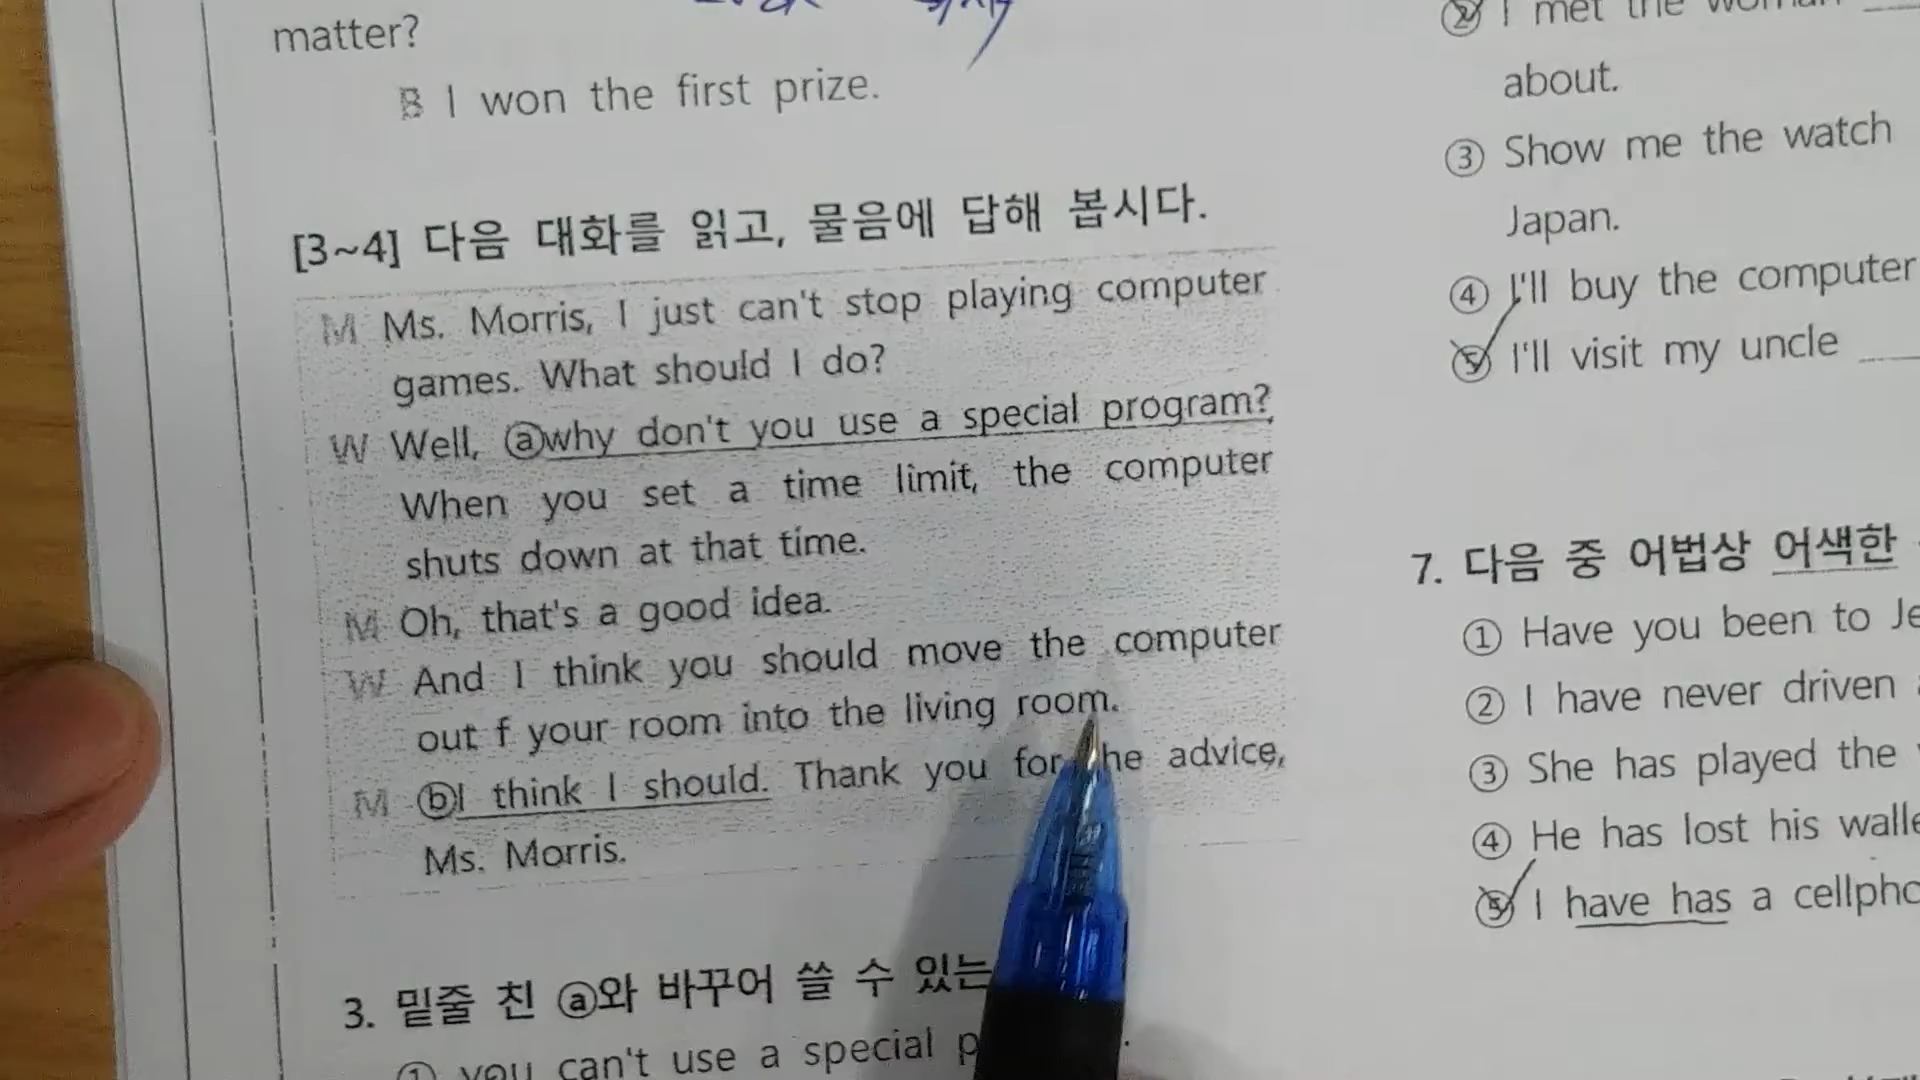 matter?
B I won the first prize.
[3~4] 다음 대화를 읽고, 물음에 답해 봅시다.
M Ms. Morris, I just can't stop playing computer
games. What should I do?
W Well, ⓐwhy don't you use a special program?
When you set a time limit, the computer
shuts down at that time.
M Oh, that's a good idea.
W And I think you should move the computer
out f your room into the living room.
M ⓑI think I should. Thank you for the advice,
Ms. Morris.
3. 밑줄 친 ⓐ와 바꾸어 쓸 수 있는
① you can't use a special
② I met the woman
about.
③ Show me the watch
Japan.
④ I'll buy the computer
⑤ I'll visit my uncle
7. 다음 중 어법상 어색한
① Have you been to
② I have never driven
③ She has played the
④ He has lost his
⑤ I have has a